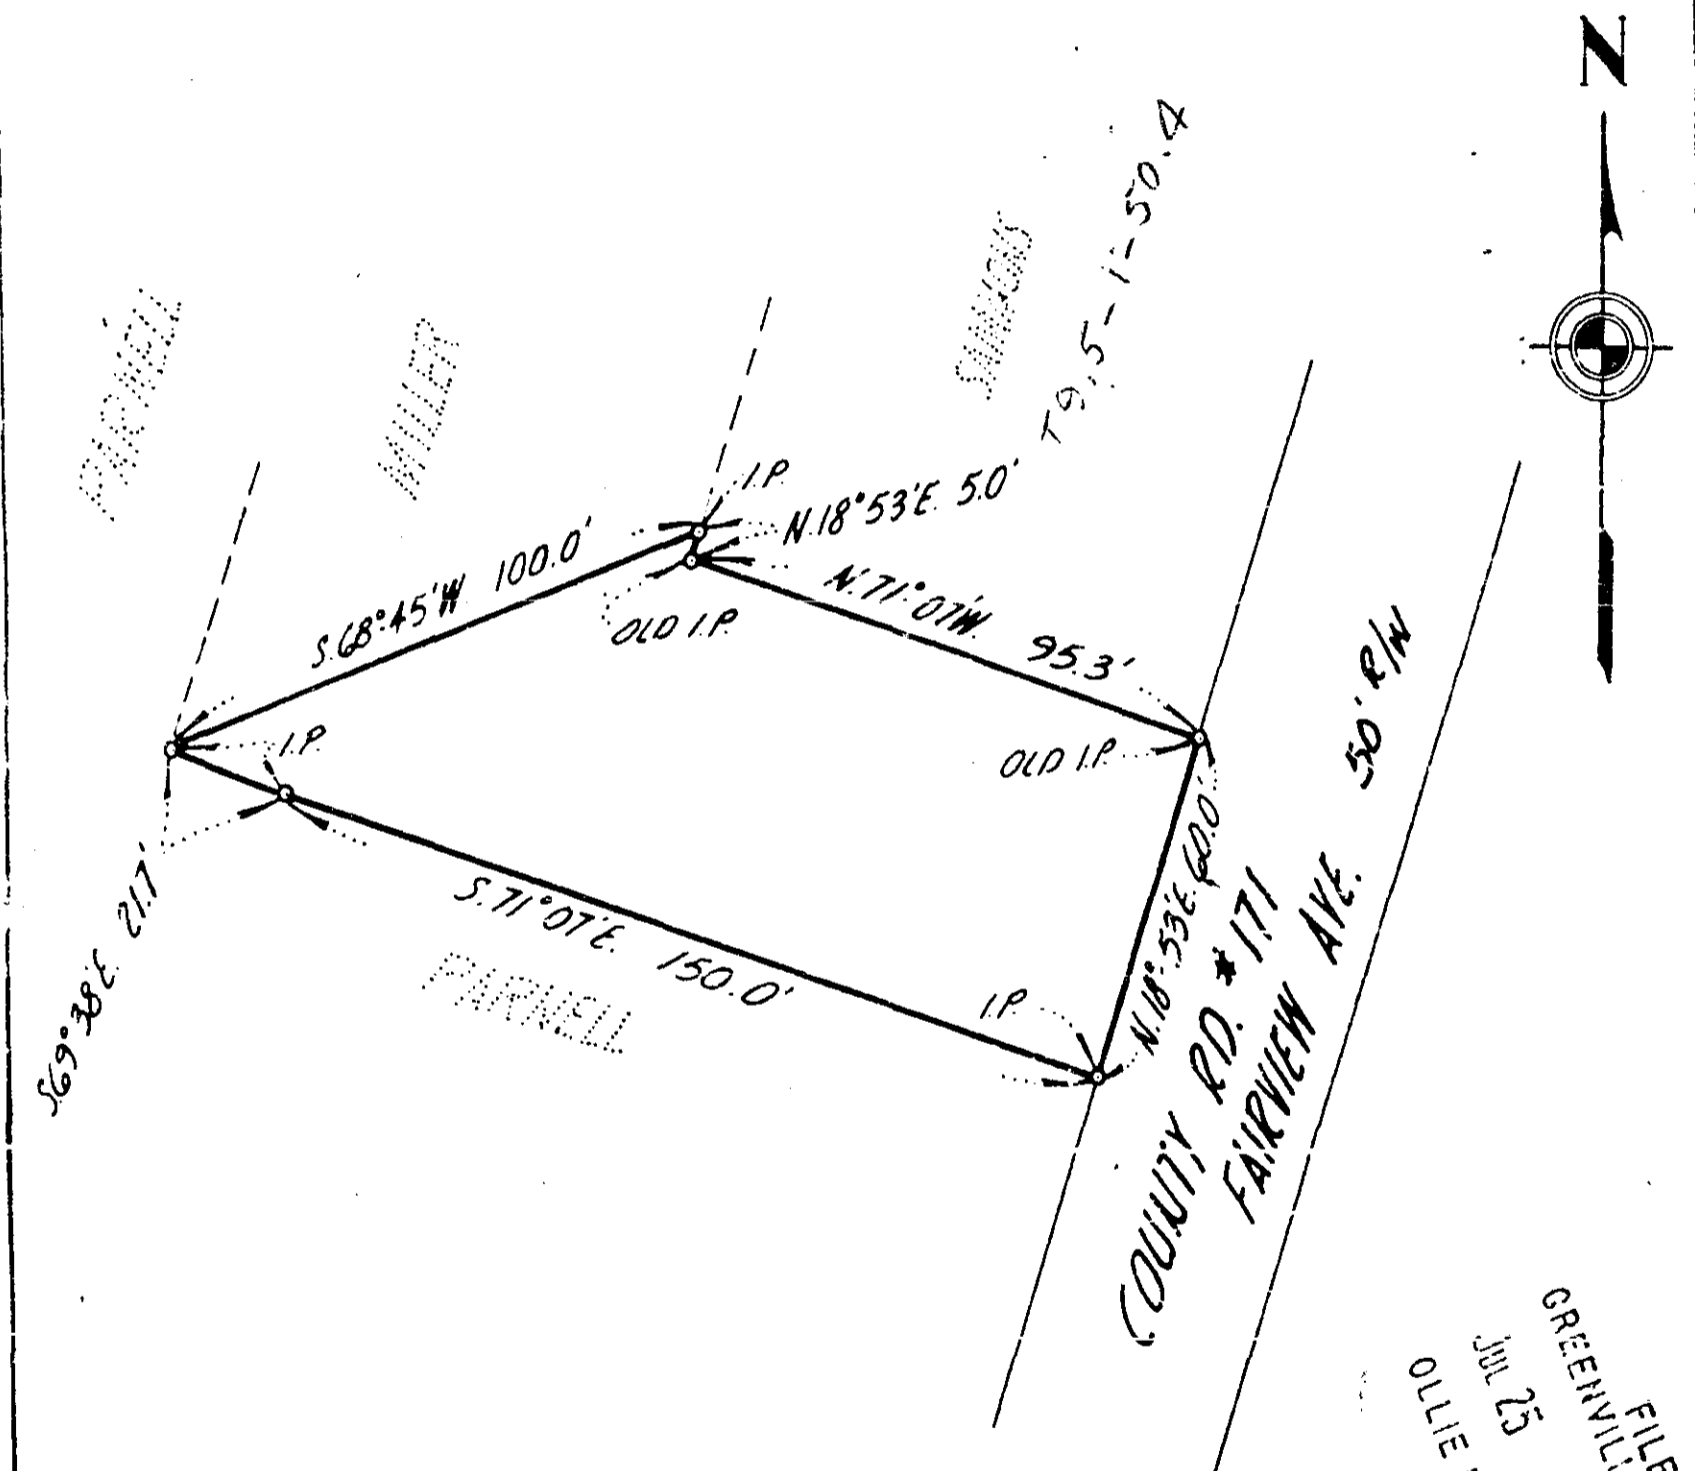 N
PARNELL
MILLER
SAMMONS
T9,5-1-50.4
I.P.
N.18°53'E. 5.0'
S.68°45'W. 100.0'
OLD I.P.
N.71°07'W. 95.3'
I.P.
OLD I.P.
S.69°38'E. 21.7'
S.71°07'E. 150.0'
PARNELL
I.P.
N.18°53'E. 60.0'
COUNTY RD. #171
FAIRVIEW AVE. 50' R/W
FILE
GREENVILL
JUL 25
OLLIE